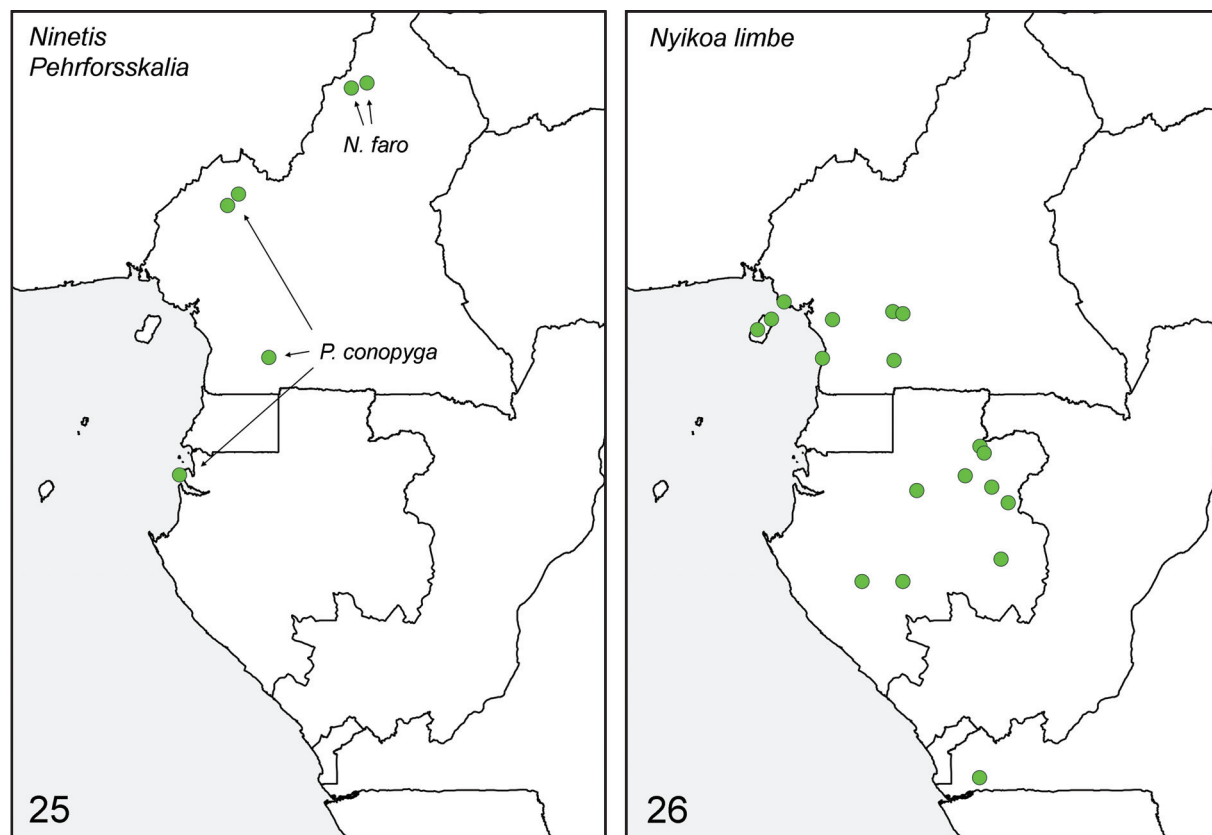 Ninetis
Pehrforsskalia
N. faro
P. conopyga
25
Nyikoa limbe
26